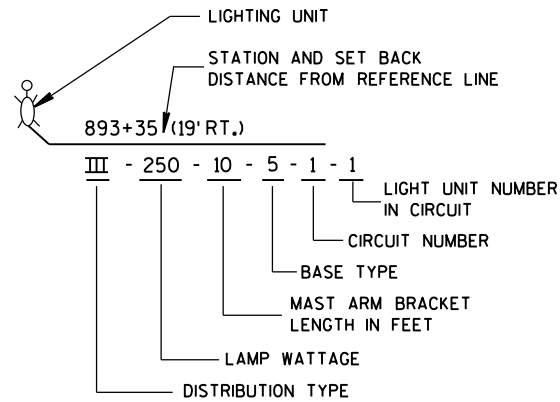 LIGHTING UNIT
STATION AND SET BACK
DISTANCE FROM REFERENCE LINE
893+35 (19' RT.)
III - 250 - 10 - 5 - 1 - 1
LIGHT UNIT NUMBER
IN CIRCUIT
CIRCUIT NUMBER
BASE TYPE
MAST ARM BRACKET
LENGTH IN FEET
LAMP WATTAGE
DISTRIBUTION TYPE